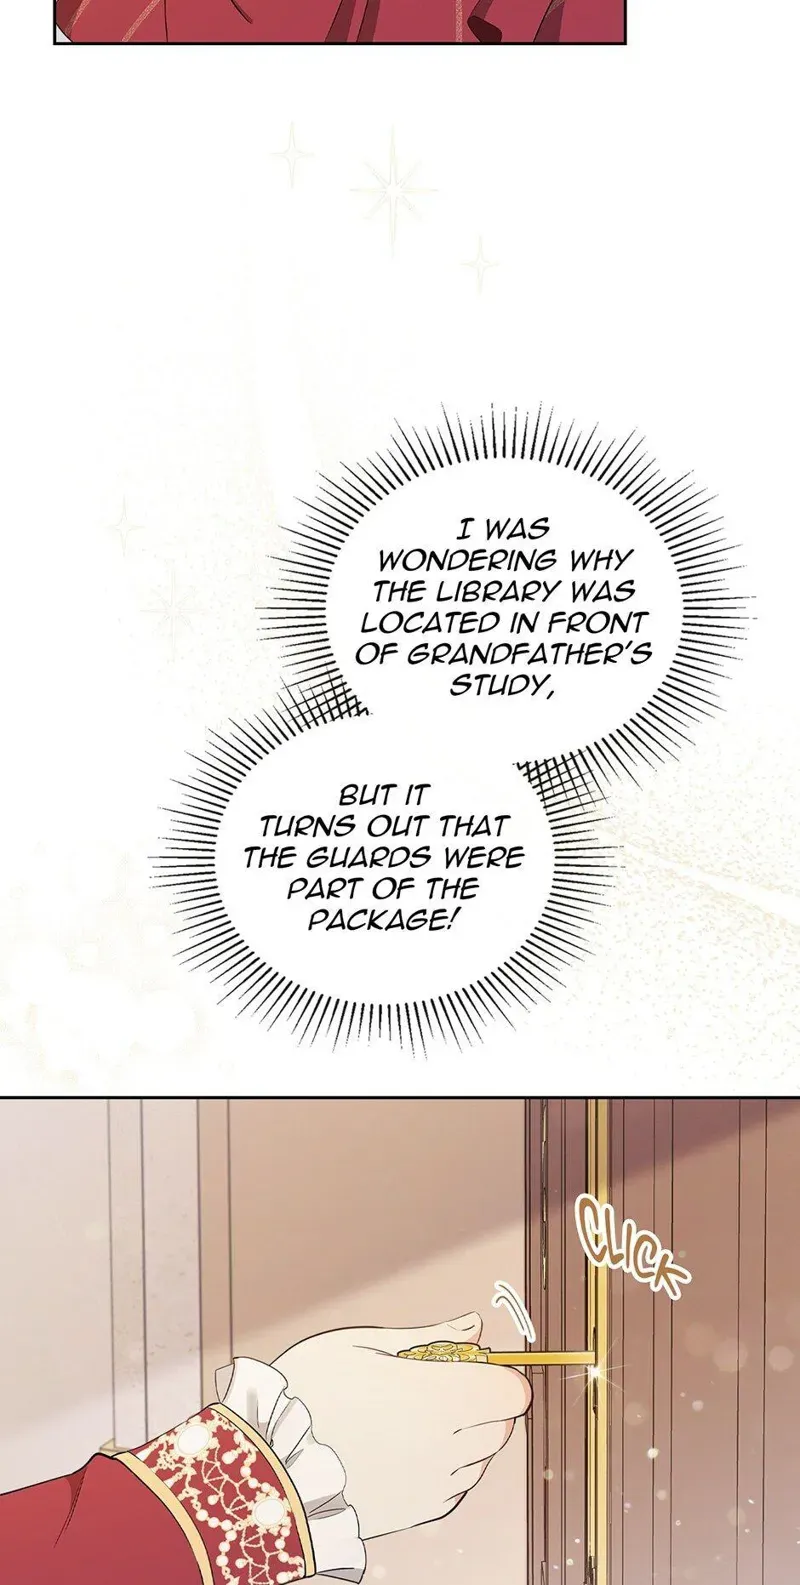 I WAS
WONDERING WHY
THE LIBRARY WAS
LOCATED IN FRONT
OF GRANDFATHER'S
STUDY,
BUT IT
TURNS OUT THAT
THE GUARDS WERE
PART OF THE
PACKAGE!
CLICK